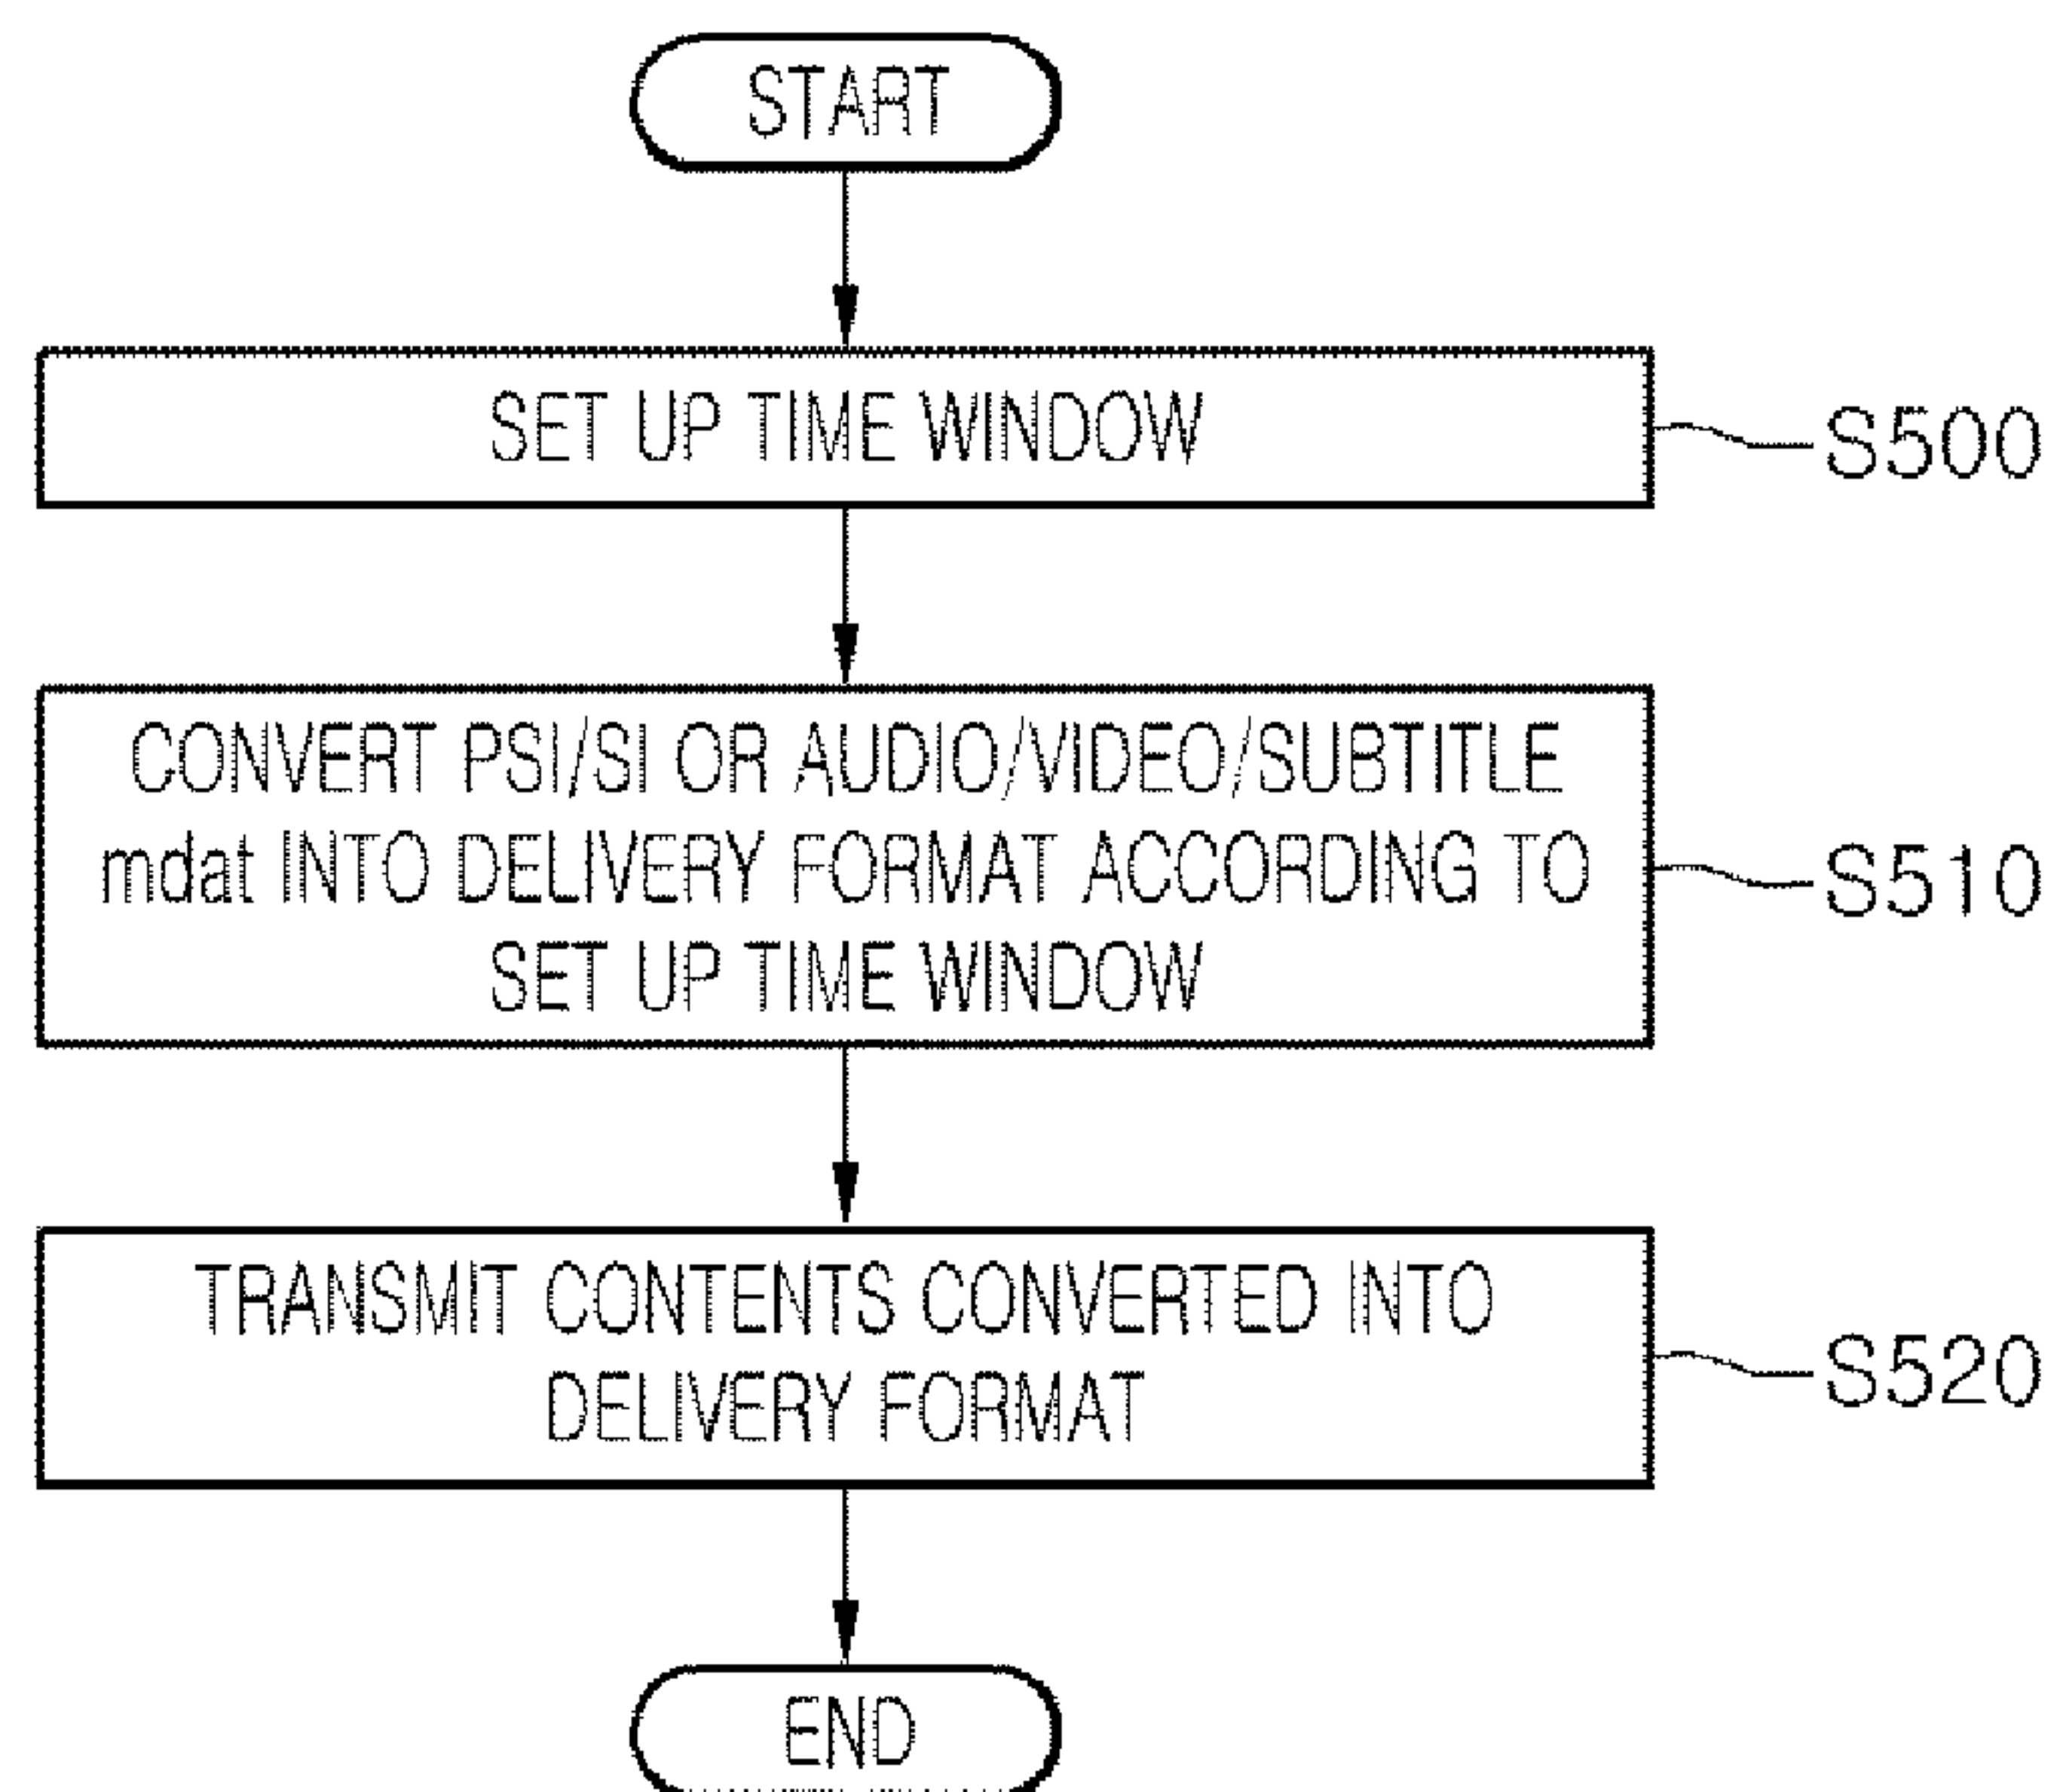 START
SET UP TIME WINDOW
S500
CONVERT PSI/SI OR AUDIO/VIDEO/SUBTITLE
mdat INTO DELIVERY FORMAT ACCORDING TO
SET UP TIME WINDOW
S510
TRANSMIT CONTENTS CONVERTED INTO
DELIVERY FORMAT
S520
END